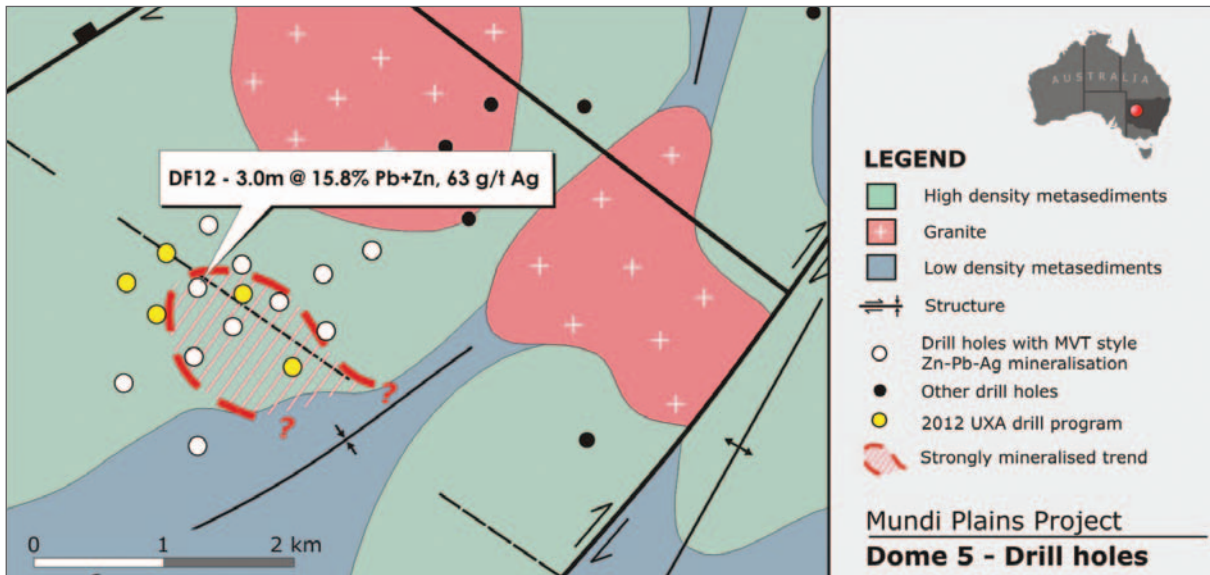 DF12 - 3.0m @ 15.8% Pb+Zn, 63 g/t Ag
?
?
0 1 2 km
AUSTRALIA
LEGEND
High density metasediments
Granite
Low density metasediments
Structure
Drill holes with MVT style
Zn-Pb-Ag mineralisation
Other drill holes
2012 UXA drill program
Strongly mineralised trend
Mundi Plains Project
Dome 5 - Drill holes